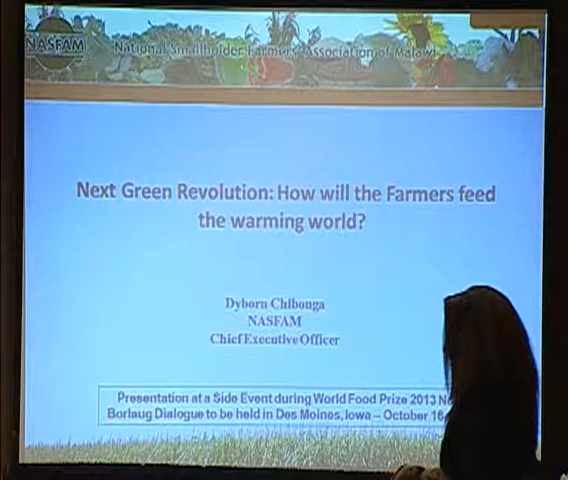 NASFAM
National Smallholder Farmers' Association of Malawi
Next Green Revolution: How will the Farmers feed
the warming world?
Dyborn Chibonga
NASFAM
Chief Executive Officer
Presentation at a Side Event during World Food Prize 2013
Borlaug Dialogue to be held in Des Moines, Iowa – October 16